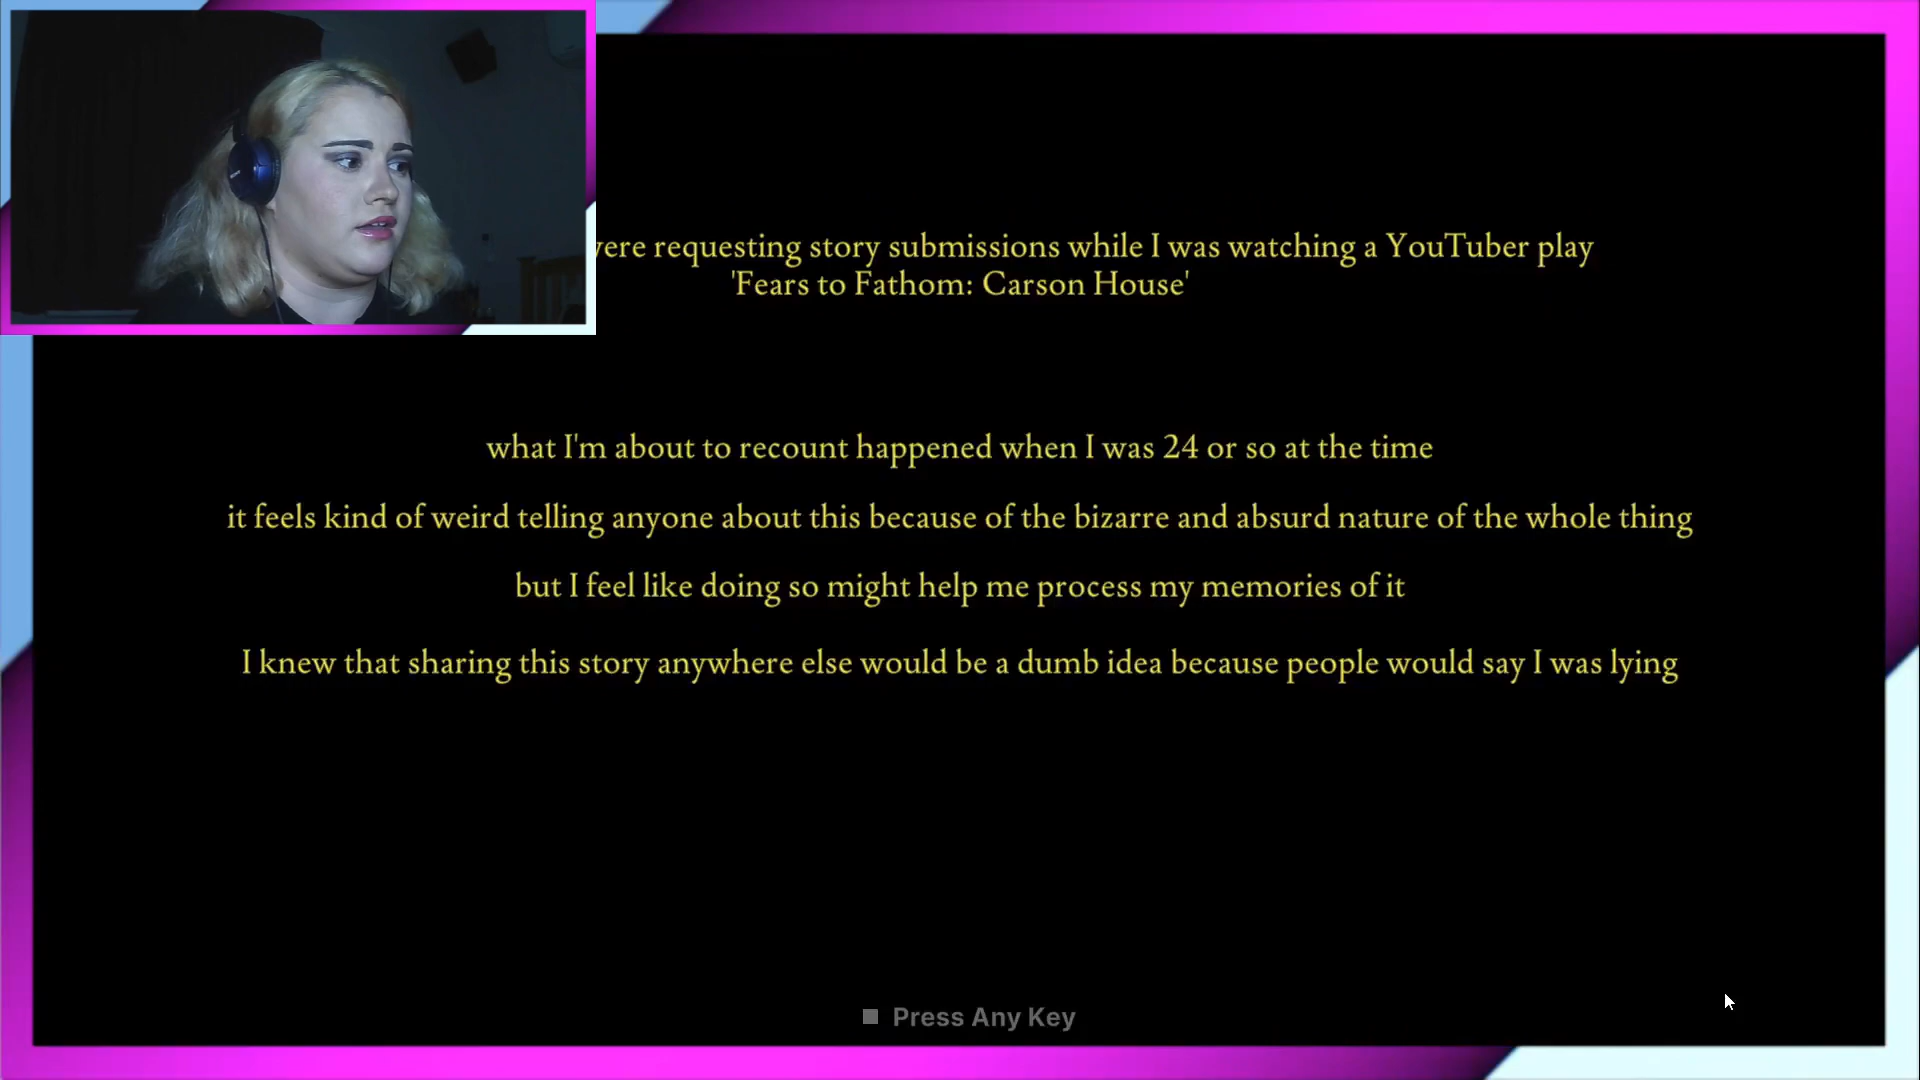 were requesting story submissions while I was watching a YouTuber play
'Fears to Fathom: Carson House'
what I'm about to recount happened when I was 24 or so at the time
it feels kind of weird telling anyone about this because of the bizarre and absurd nature of the whole thing
but I feel like doing so might help me process my memories of it
I knew that sharing this story anywhere else would be a dumb idea because people would say I was lying
Press Any Key